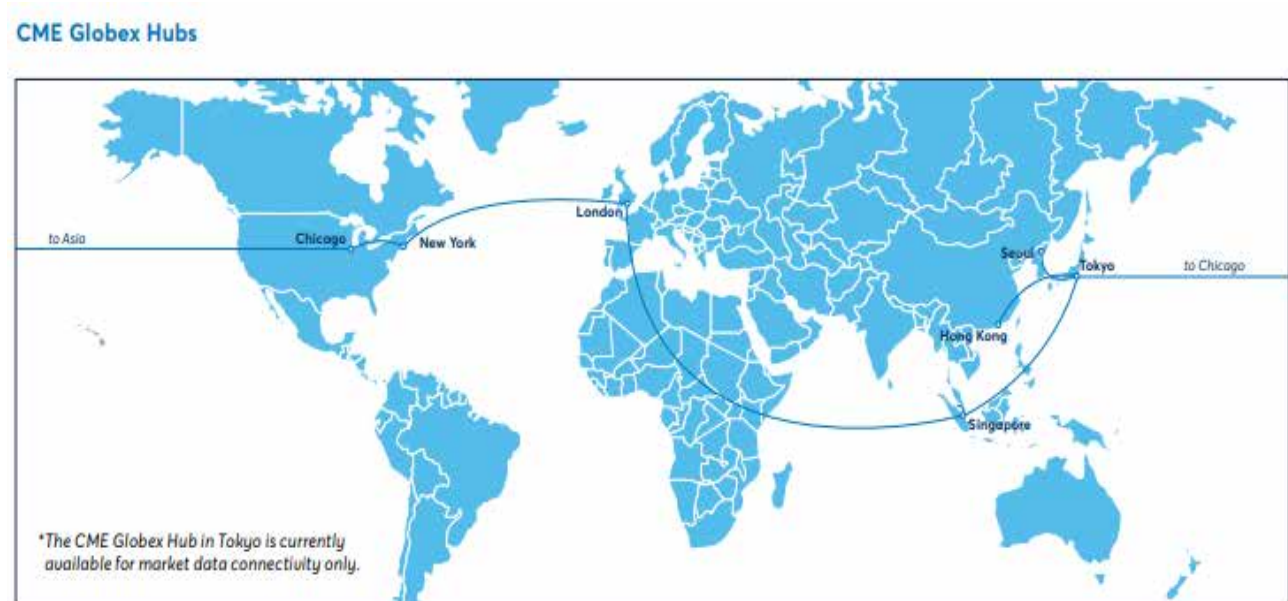 CME Globex Hubs
London
to Asia
Chicago
New York
Seoul
Tokyo
to Chicago
Hong Kong
Singapore
*The CME Globex Hub in Tokyo is currently
available for market data connectivity only.